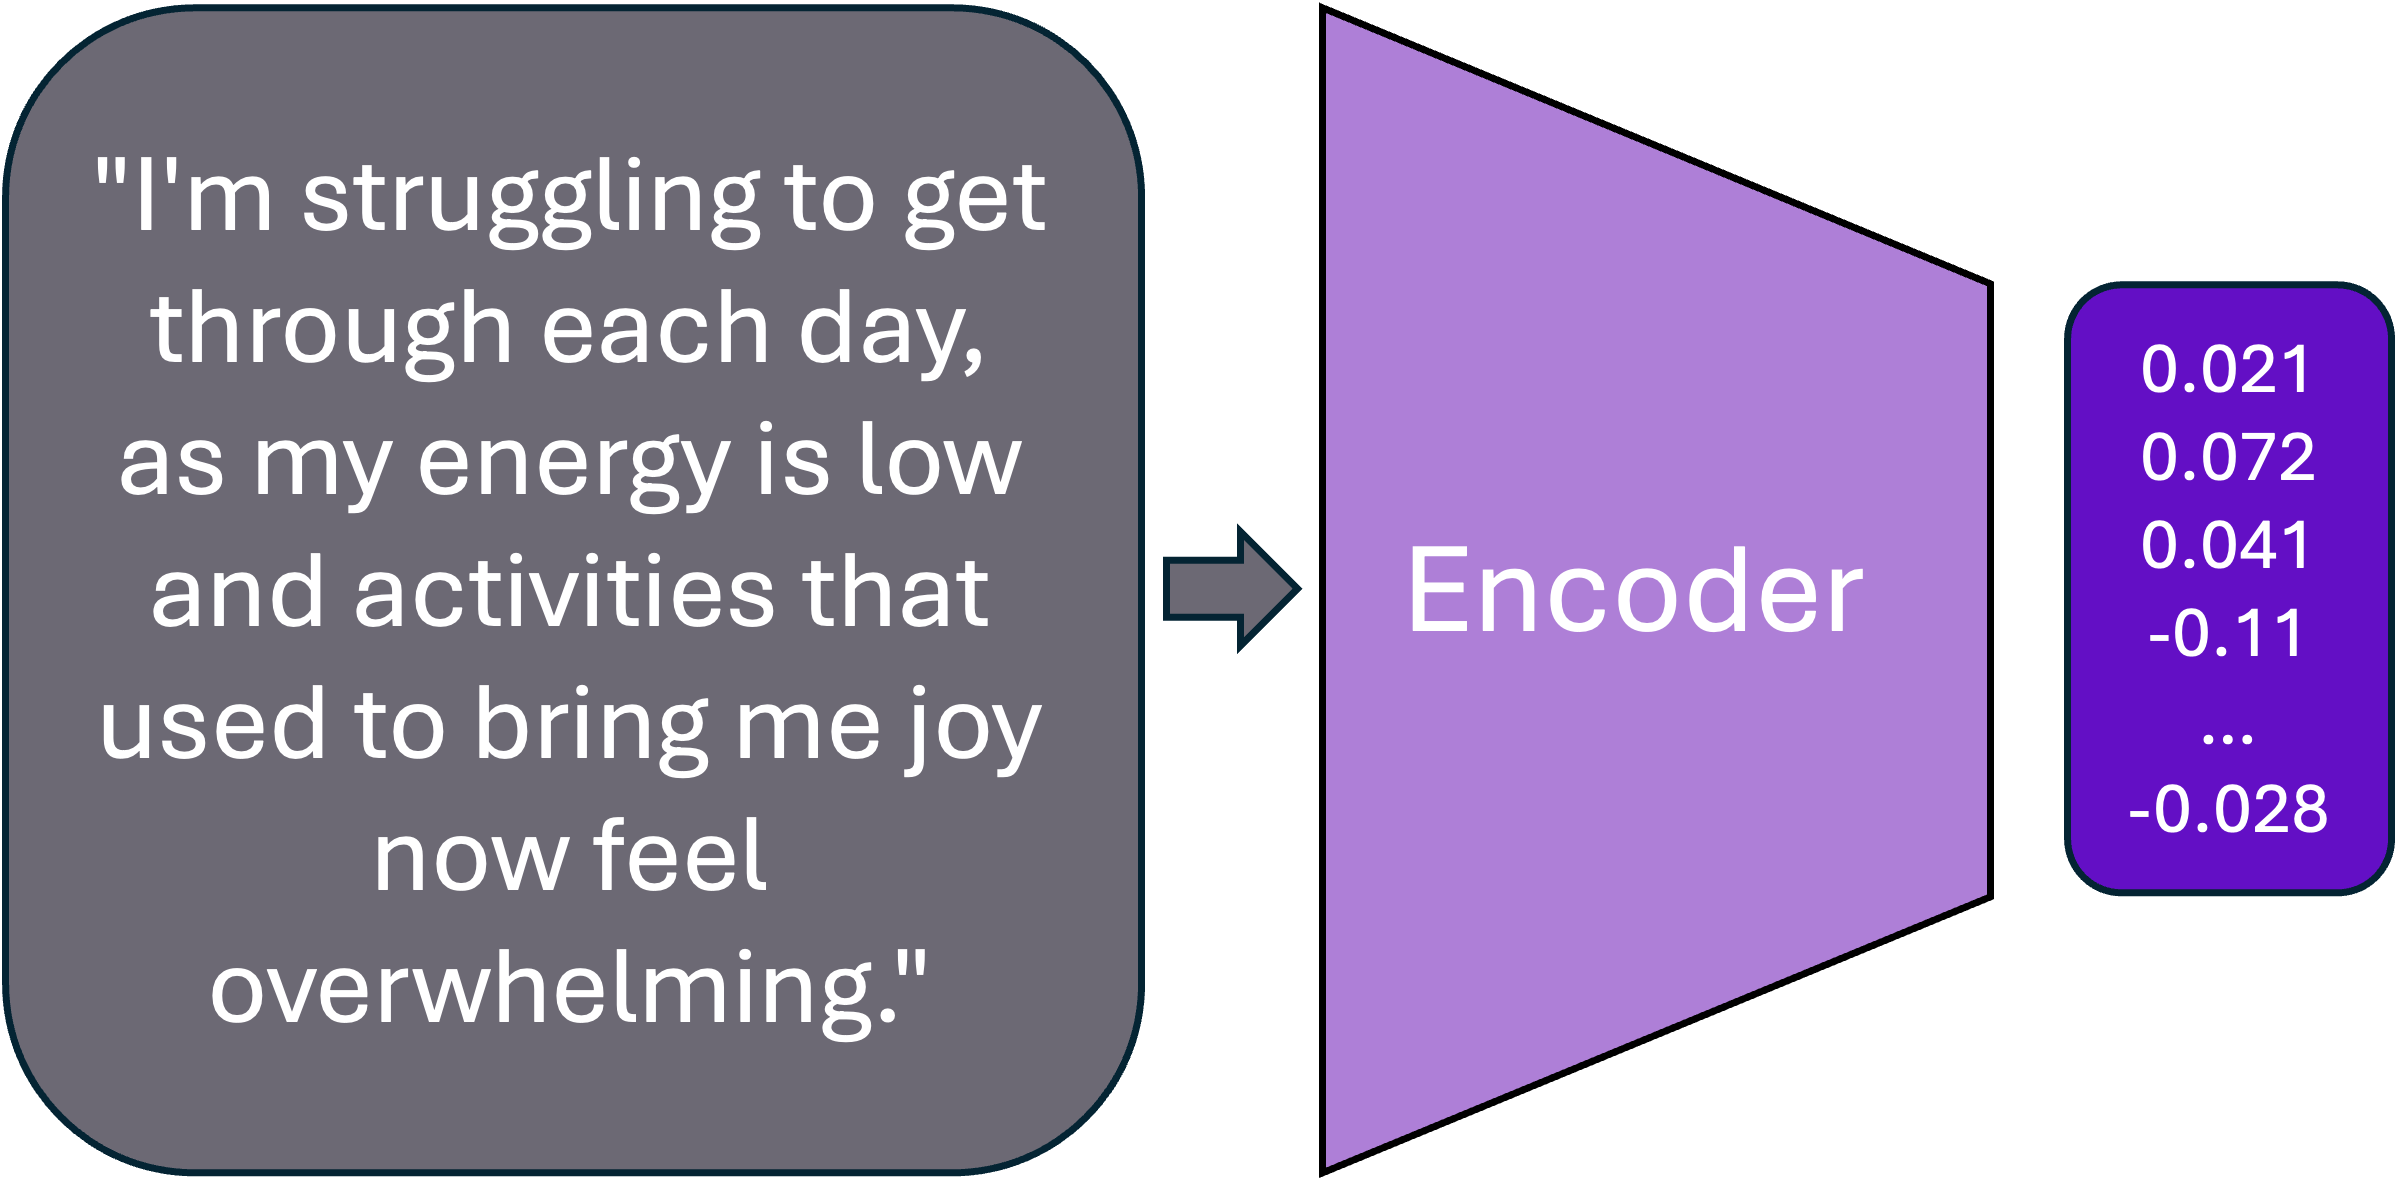 "I'm struggling to get
through each day,
as my energy is low
and activities that
used to bring me joy
now feel
overwhelming."
Encoder
0.021
0.072
0.041
-0.11
...
-0.028